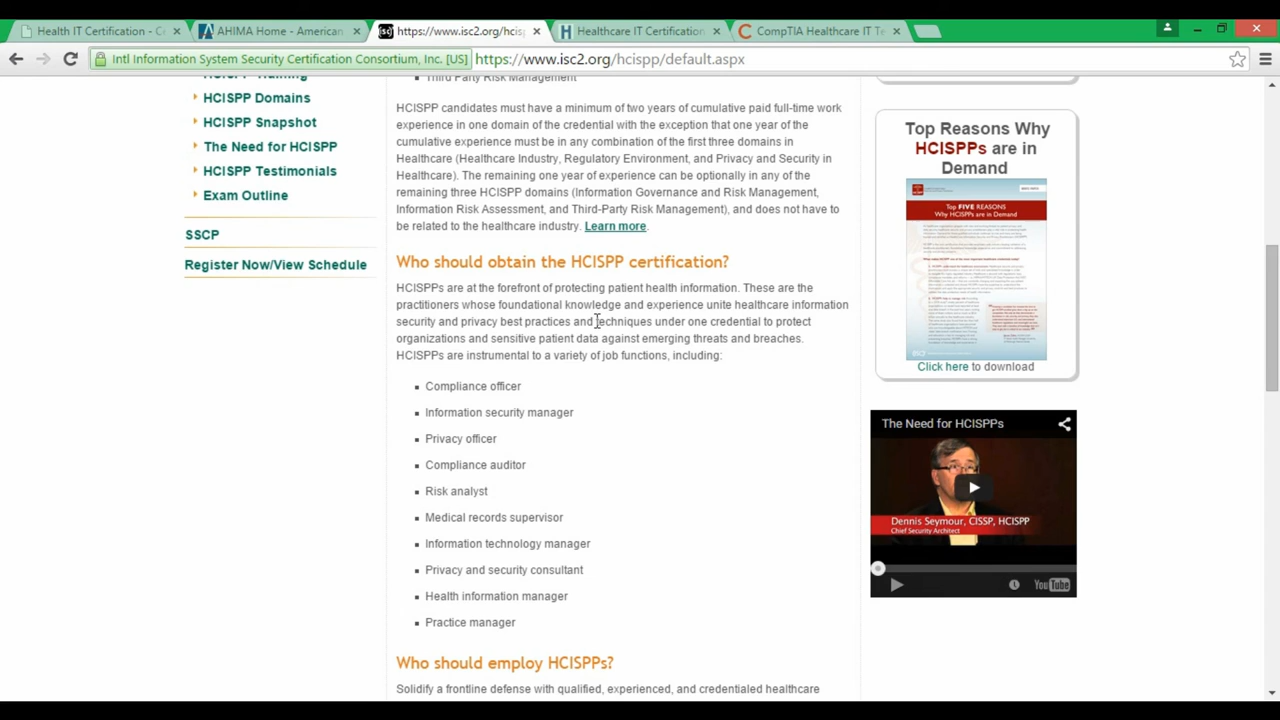 Health IT Certification - C
AHIMA Home - American
https://www.isc2.org/hcisp
Healthcare IT Certification
CompTIA Healthcare IT T
Intl Information System Security Certification Consortium, Inc. [US]
https://www.isc2.org/hcispp/default.aspx
HCISPP Training
HCISPP Domains
HCISPP Snapshot
The Need for HCISPP
HCISPP Testimonials
Exam Outline
SSCP
Register Now/View Schedule
Third Party Risk Management
HCISPP candidates must have a minimum of two years of cumulative paid full-time work
experience in one domain of the credential with the exception that one year of the
cumulative experience must be in any combination of the first three domains in
Healthcare (Healthcare Industry, Regulatory Environment, and Privacy and Security in
Healthcare). The remaining one year of experience can be optionally in any of the
remaining three HCISPP domains (Information Governance and Risk Management,
Information Risk Assessment, and Third-Party Risk Management), and does not have to
be related to the healthcare industry. Learn more.
Who should obtain the HCISPP certification?
HCISPPs are at the forefront of protecting patient health information. These are the
practitioners whose foundational knowledge and experience unite healthcare information
security and privacy best practices and techniques under one credential to protect
organizations and sensitive patient data against emerging threats and breaches.
HCISPPs are instrumental to a variety of job functions, including:
Compliance officer
Information security manager
Privacy officer
Compliance auditor
Risk analyst
Medical records supervisor
Information technology manager
Privacy and security consultant
Health information manager
Practice manager
Who should employ HCISPPs?
Solidify a frontline defense with qualified, experienced, and credentialed healthcare
Top Reasons Why
HCISPPs are in
Demand
Top FIVE REASONS
Why HCISPPs are in Demand
Click here to download
The Need for HCISPPs
Dennis Seymour, CISSP, HCISPP
Chief Security Architect
YouTube